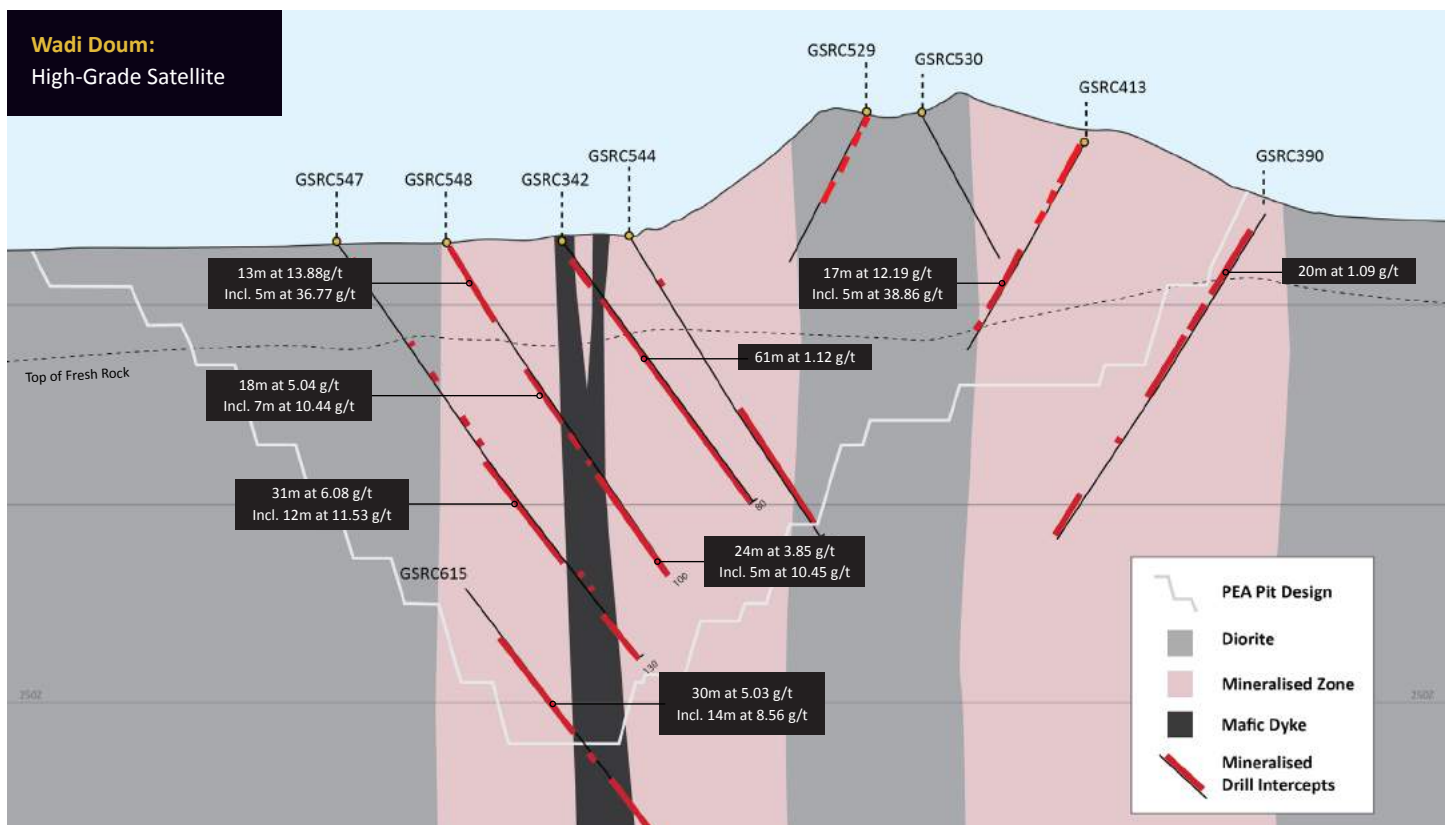 Wadi Doum:
High-Grade Satellite
GSRC529
GSRC530
GSRC413
GSRC544
GSRC390
GSRC547
GSRC548
GSRC342
13m at 13.88g/t
Incl. 5m at 36.77 g/t
17m at 12.19 g/t
Incl. 5m at 38.86 g/t
20m at 1.09 g/t
61m at 1.12 g/t
Top of Fresh Rock
18m at 5.04 g/t
Incl. 7m at 10.44 g/t
31m at 6.08 g/t
Incl. 12m at 11.53 g/t
80
24m at 3.85 g/t
Incl. 5m at 10.45 g/t
100
GSRC615
130
250Z
250Z
30m at 5.03 g/t
Incl. 14m at 8.56 g/t
PEA Pit Design
Diorite
Mineralised Zone
Mafic Dyke
Mineralised
Drill Intercepts